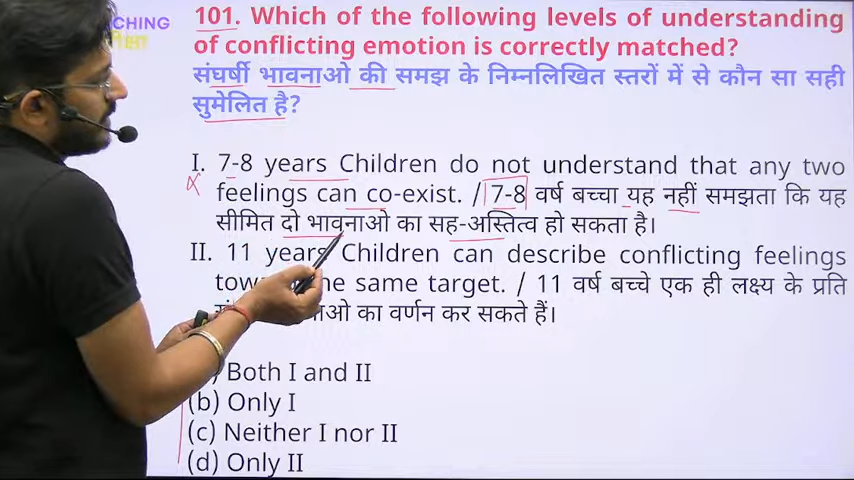 CHING
101. Which of the following levels of understanding
of conflicting emotion is correctly matched?
संघर्षी भावनाओ की समझ के निम्नलिखित स्तरों में से कौन सा सही
सुमेलित है?
I. 7-8 years Children do not understand that any two
feelings can co-exist. / 7-8 वर्ष बच्चा यह नहीं समझता कि यह
सीमित दो भावनाओ का सह-अस्तित्व हो सकता है।
II. 11 years Children can describe conflicting feelings
the same target. / 11 वर्ष बच्चे एक ही लक्ष्य के प्रति
का वर्णन कर सकते हैं।
Both I and II
(b) Only I
(c) Neither I nor II
(d) Only II